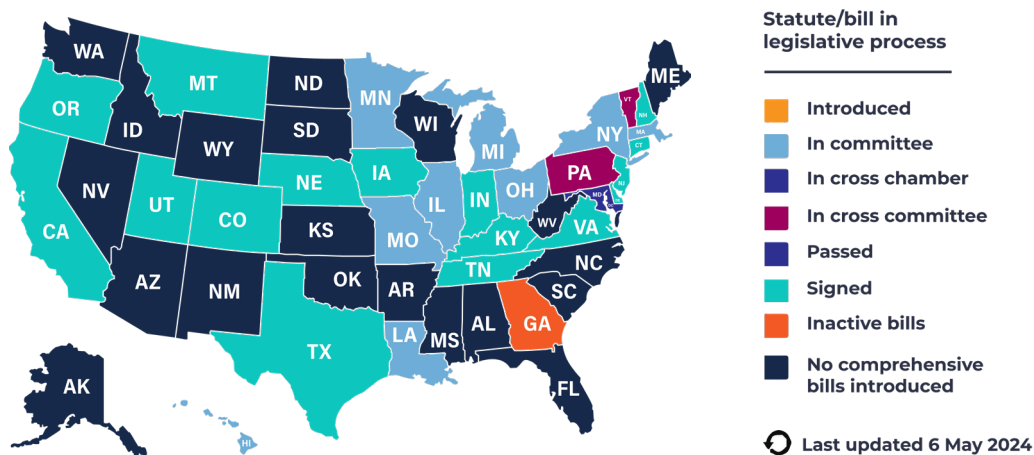 WA
MT
ND
MN
ME
VT
NH
OR
ID
SD
WI
NY
MA
CT
WY
MI
PA
NV
NE
IA
OH
NJ
MD
UT
IL
IN
CA
CO
WV
VA
KS
MO
KY
AZ
NM
OK
TN
NC
AR
SC
TX
LA
MS
AL
GA
AK
FL
HI
Statute/bill in
legislative process
Introduced
In committee
In cross chamber
In cross committee
Passed
Signed
Inactive bills
No comprehensive
bills introduced
Last updated 6 May 2024